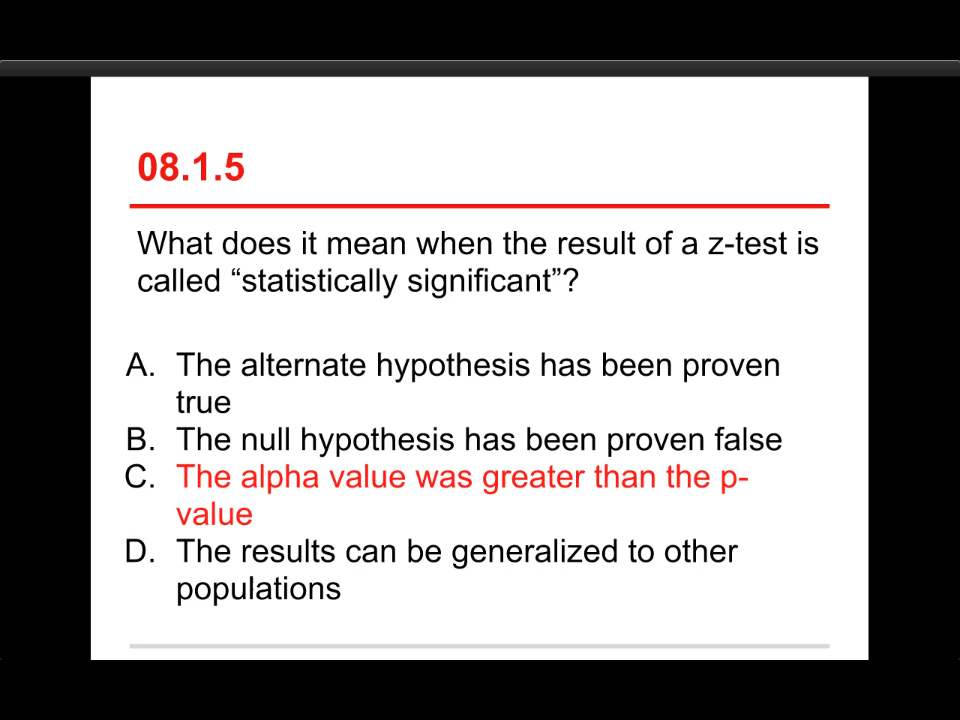 08.1.5
What does it mean when the result of a z-test is
called “statistically significant”?
A. The alternate hypothesis has been proven
true
B. The null hypothesis has been proven false
C. The alpha value was greater than the p-
value
D. The results can be generalized to other
populations